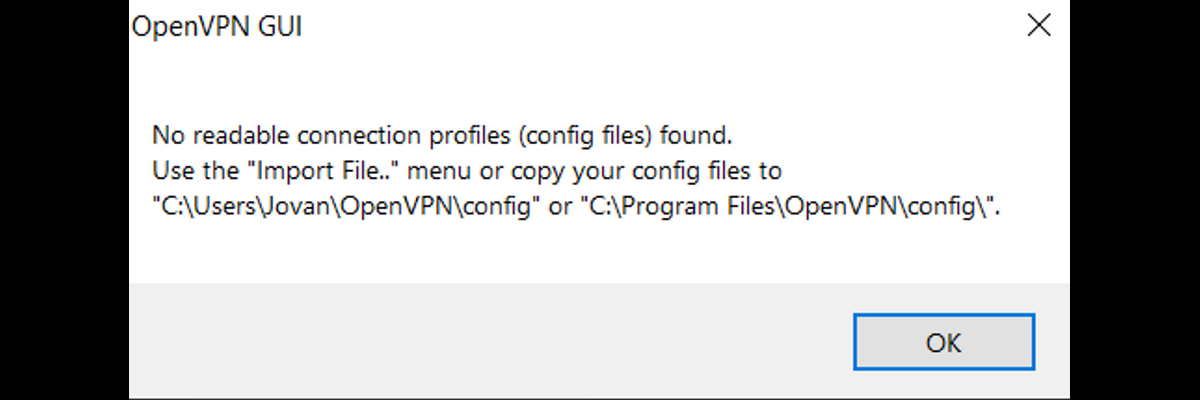 OpenVPN GUI
No readable connection profiles (config files) found.
Use the "Import File.." menu or copy your config files to
"C:\Users\Jovan\OpenVPN\config" or "C:\Program Files\OpenVPN\config\".
OK